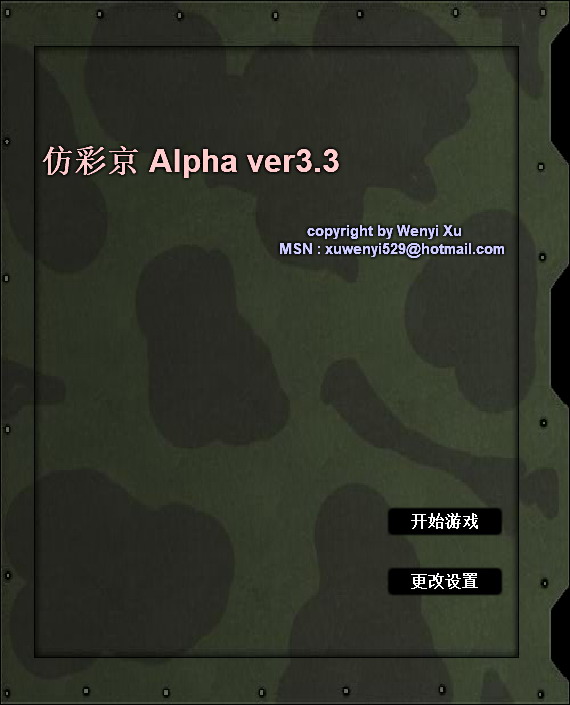 仿彩京 Alpha ver3.3
copyright by Wenyi Xu
MSN : xuwenyi529@hotmail.com
开始游戏
更改设置